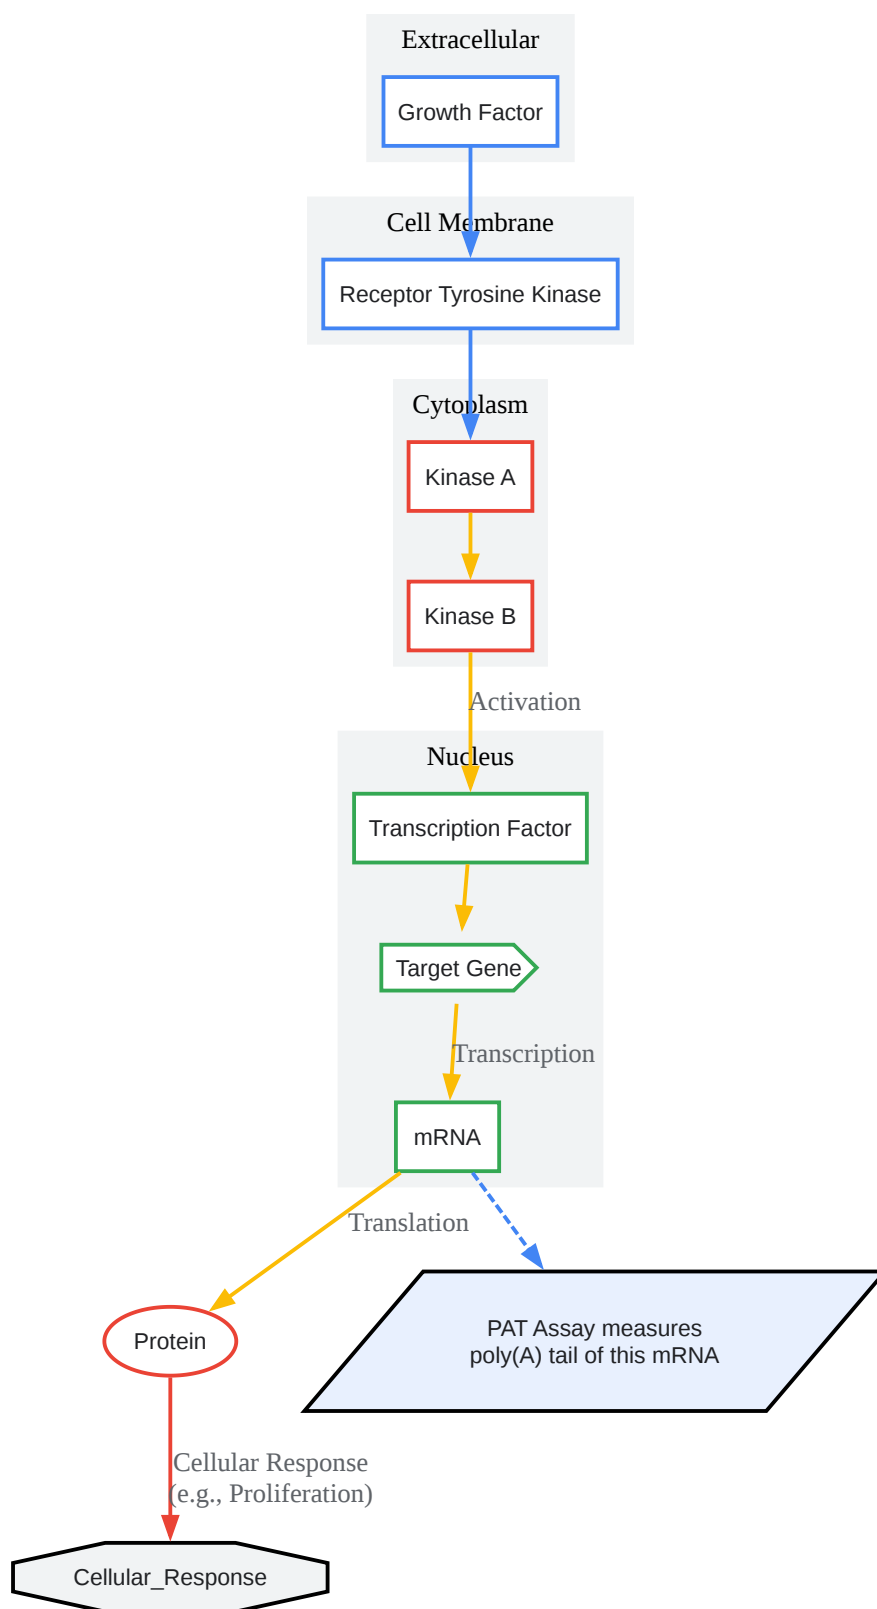 Extracellular
Growth Factor
Cell Membrane
Receptor Tyrosine Kinase
Cytoplasm
Kinase A
Kinase B
Activation
Nucleus
Transcription Factor
Target Gene
Transcription
mRNA
Translation
PAT Assay measures
poly(A) tail of this mRNA
Protein
Cellular Response
(e.g., Proliferation)
Cellular_Response